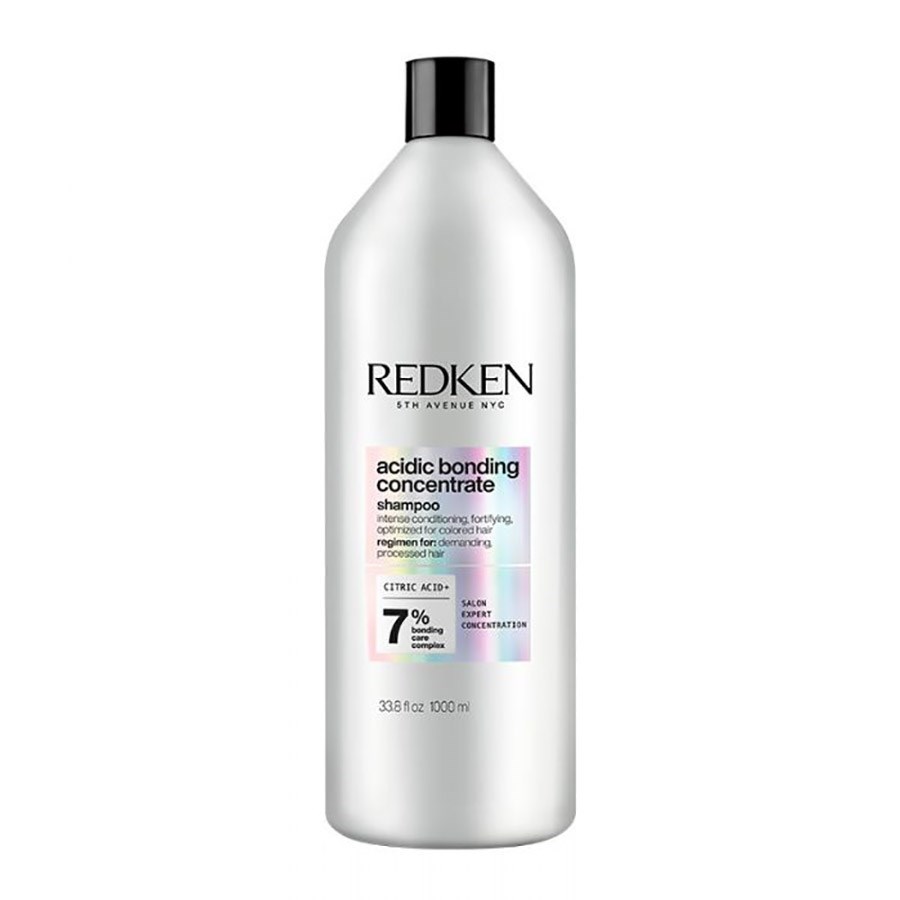 REDKEN
5TH AVENUE NYC
acidic bonding
concentrate
shampoo
intense conditioning, fortifying,
optimized for colored hair
regimen for: demanding,
processed hair
CITRIC ACID+
7%
bonding
care
complex
SALON
EXPERT
CONCENTRATION
33.8 fl oz 1000 ml